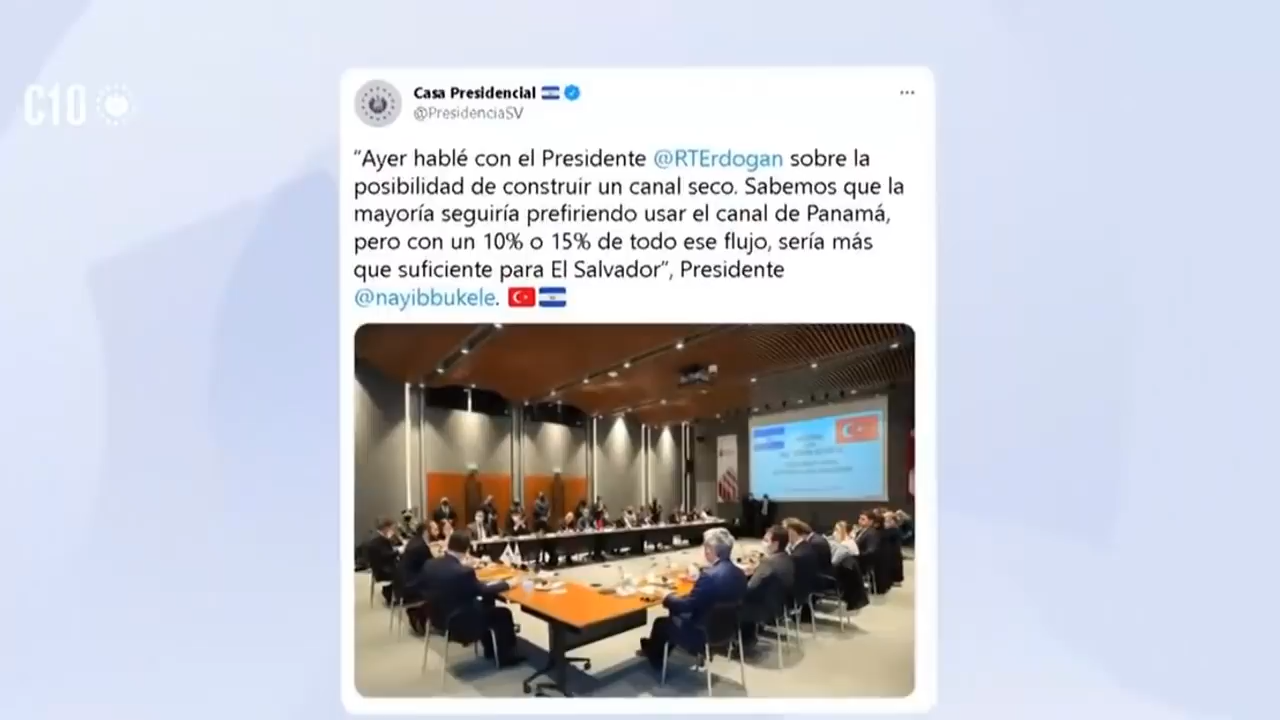 C10
Casa Presidencial
@PresidenciaSV
“Ayer hablé con el Presidente @RTErdogan sobre la
posibilidad de construir un canal seco. Sabemos que la
mayoría seguiría prefiriendo usar el canal de Panamá,
pero con un 10% o 15% de todo ese flujo, sería más
que suficiente para El Salvador”, Presidente
@nayibbukele.